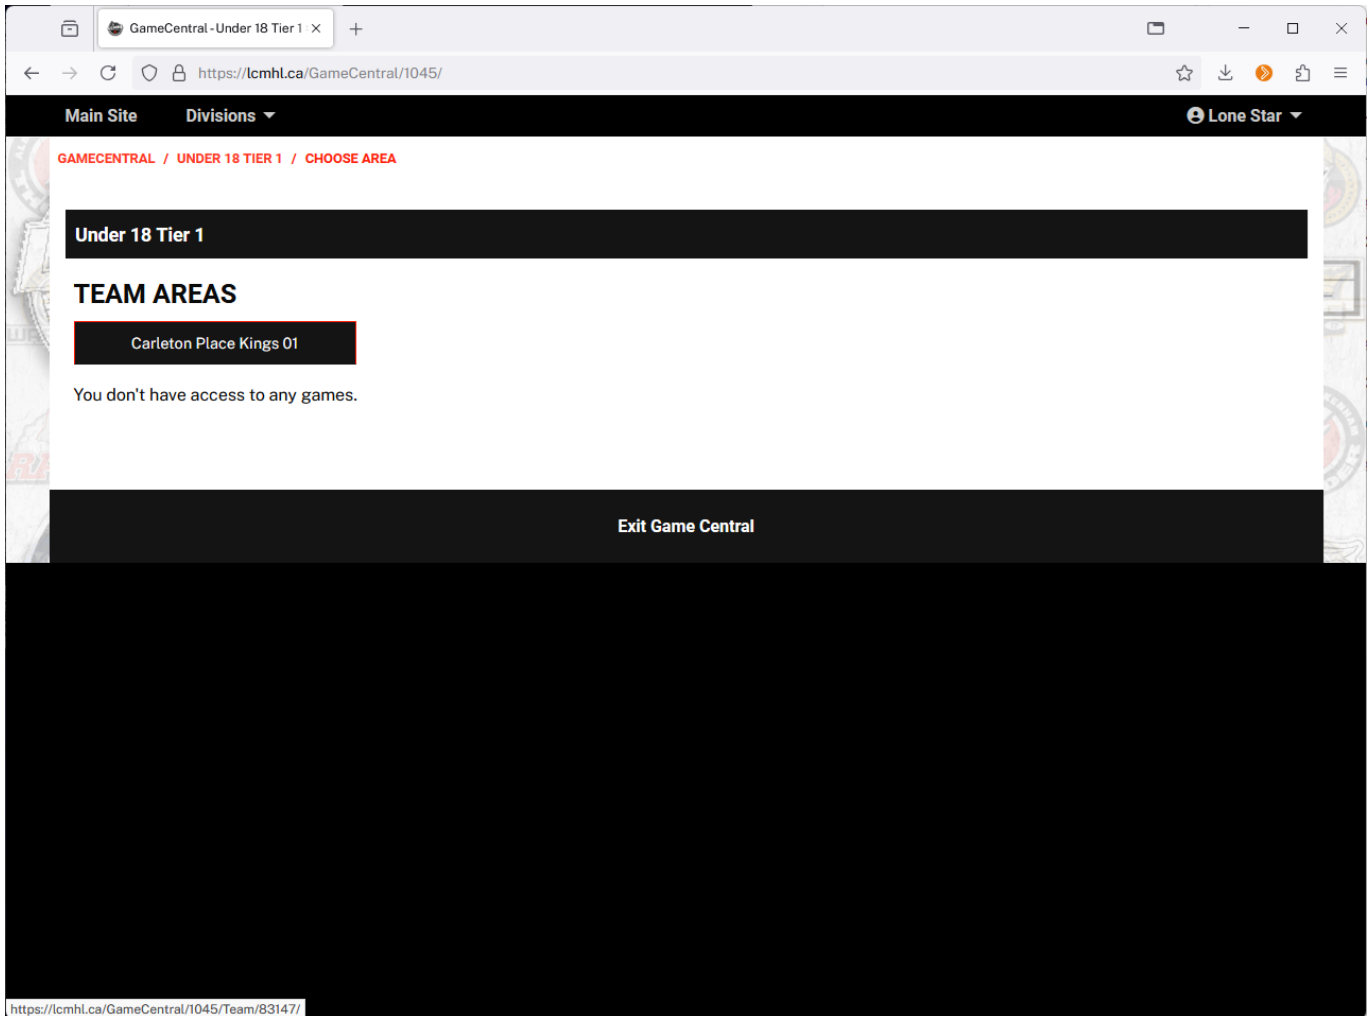 GameCentral - Under 18 Tier 1
https://lcmhl.ca/GameCentral/1045/
Main Site Divisions Lone Star
GAMECENTRAL / UNDER 18 TIER 1 / CHOOSE AREA
Under 18 Tier 1
TEAM AREAS
Carleton Place Kings 01
You don't have access to any games.
Exit Game Central
https://lcmhl.ca/GameCentral/1045/Team/83147/